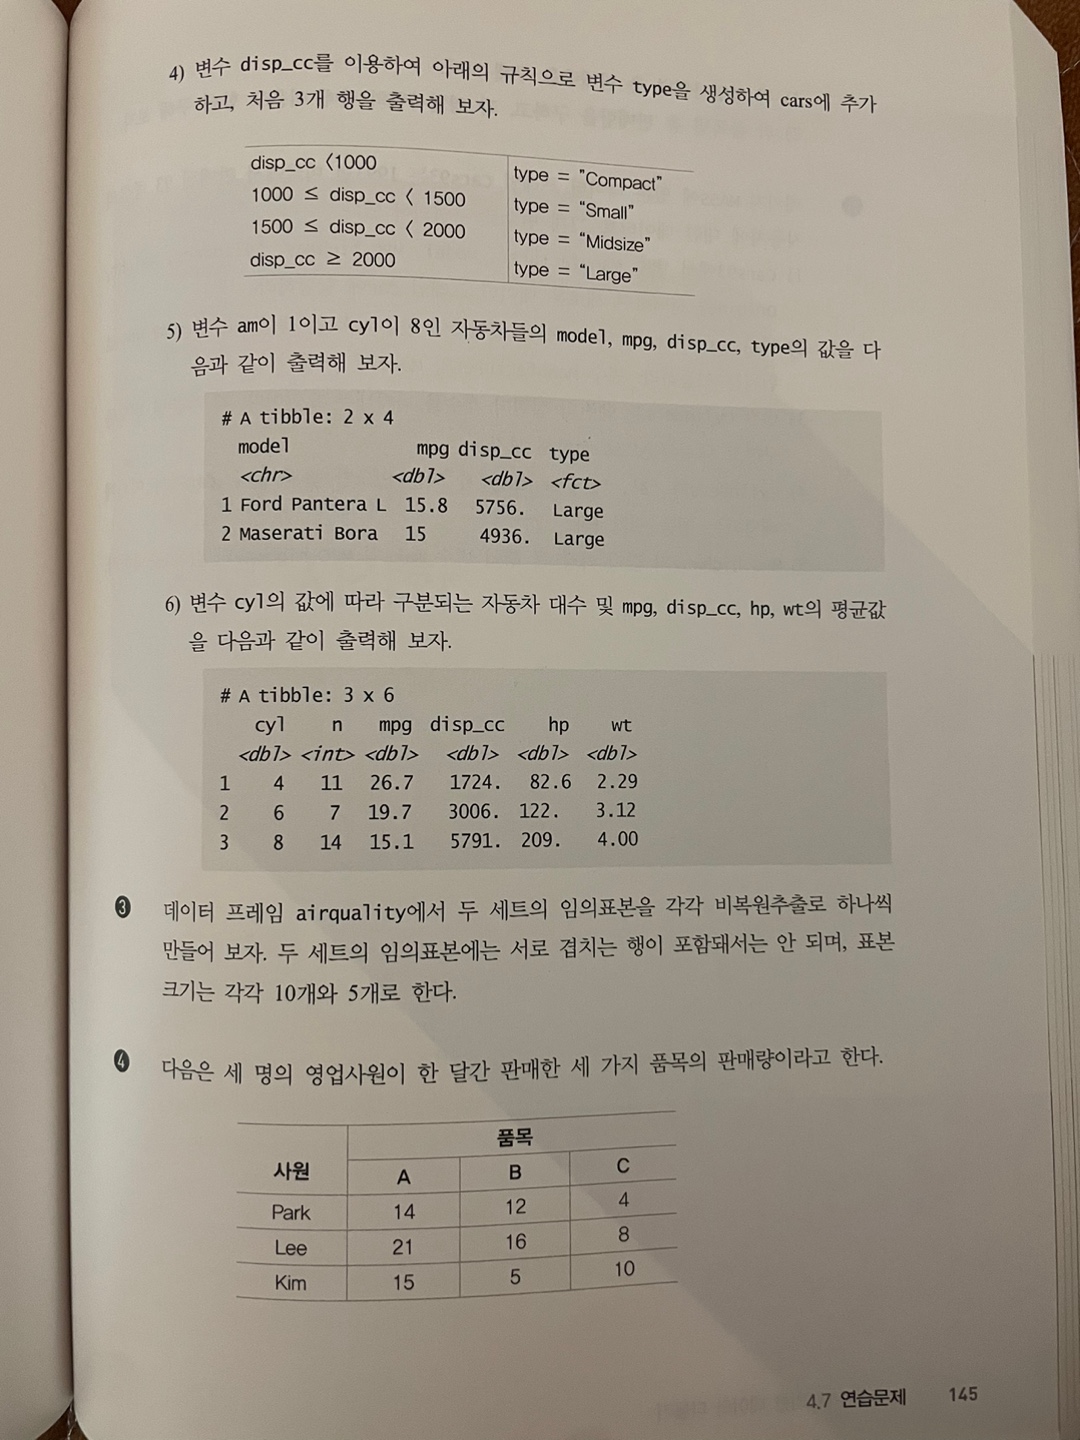 4) 변수 disp_cc를 이용하여 아래의 규칙으로 변수 type을 생성하여 cars에 추가
하고, 처음 3개 행을 출력해 보자.
disp_cc 〈1000 type = "Compact"
1000 ≤ disp_cc 〈 1500 type = “Small”
1500 ≤ disp_cc 〈 2000 type = “Midsize”
disp_cc ≥ 2000 type = “Large”
5) 변수 am이 1이고 cyl이 8인 자동차들의 model, mpg, disp_cc, type의 값을 다
음과 같이 출력해 보자.
# A tibble: 2 x 4
model mpg disp_cc type
<chr> <dbl> <dbl> <fct>
1 Ford Pantera L 15.8 5756. Large
2 Maserati Bora 15 4936. Large
6) 변수 cyl의 값에 따라 구분되는 자동차 대수 및 mpg, disp_cc, hp, wt의 평균값
을 다음과 같이 출력해 보자.
# A tibble: 3 x 6
cyl n mpg disp_cc hp wt
<dbl> <int> <dbl> <dbl> <dbl> <dbl>
1 4 11 26.7 1724. 82.6 2.29
2 6 7 19.7 3006. 122. 3.12
3 8 14 15.1 5791. 209. 4.00
❸ 데이터 프레임 airquality에서 두 세트의 임의표본을 각각 비복원추출로 하나씩
만들어 보자. 두 세트의 임의표본에는 서로 겹치는 행이 포함돼서는 안 되며, 표본
크기는 각각 10개와 5개로 한다.
❹ 다음은 세 명의 영업사원이 한 달간 판매한 세 가지 품목의 판매량이라고 한다.
품목
사원 A B C
Park 14 12 4
Lee 21 16 8
Kim 15 5 10
4.7 연습문제 145